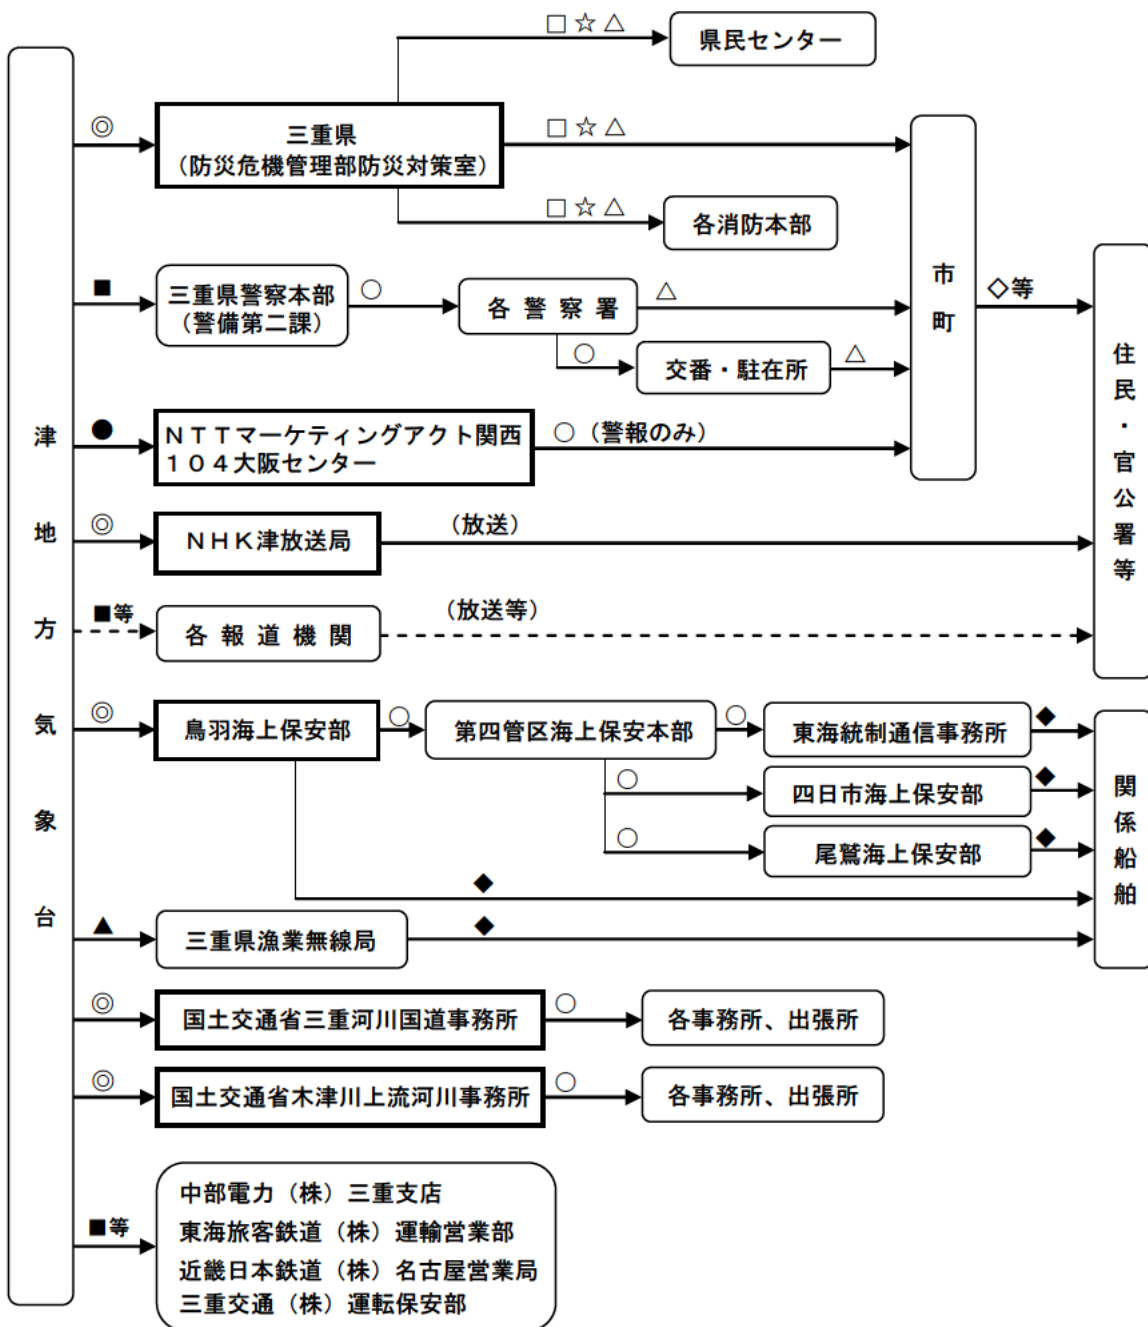 津地方気象台
□☆△
県民センター
◎
三重県
（防災危機管理部防災対策室）
□☆△
□☆△
各消防本部
市町
■
三重県警察本部
（警備第二課）
○
各警察署
△
◇等
○
交番・駐在所
△
住民・官公署等
●
ＮＴＴマーケティングアクト関西
１０４大阪センター
○（警報のみ）
◎
ＮＨＫ津放送局
（放送）
■等
各報道機関
（放送等）
◎
鳥羽海上保安部
○
第四管区海上保安本部
○
東海統制通信事務所
◆
○
四日市海上保安部
◆
関係船舶
○
尾鷲海上保安部
◆
◆
▲
三重県漁業無線局
◆
◎
国土交通省三重河川国道事務所
○
各事務所、出張所
◎
国土交通省木津川上流河川事務所
○
各事務所、出張所
■等
中部電力（株）三重支店
東海旅客鉄道（株）運輸営業部
近畿日本鉄道（株）名古屋営業局
三重交通（株）運転保安部